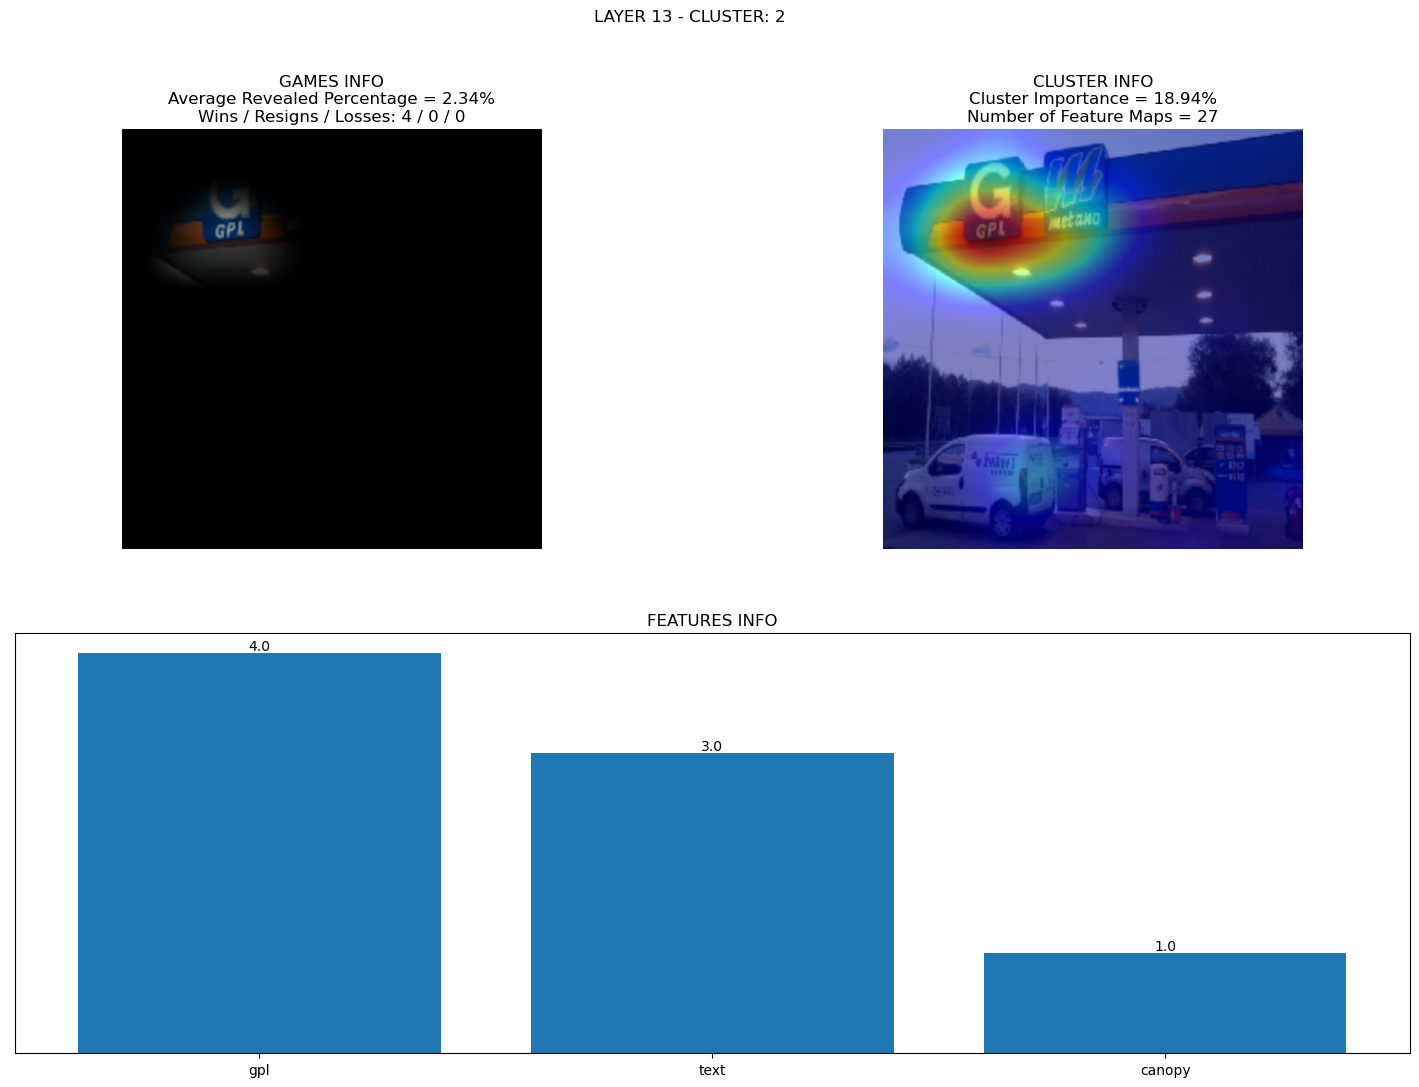 LAYER 13 - CLUSTER: 2
GAMES INFO
Average Revealed Percentage = 2.34%
Wins / Resigns / Losses: 4 / 0 / 0
G
GPL
CLUSTER INFO
Cluster Importance = 18.94%
Number of Feature Maps = 27
G
GPL
metano
FEATURES INFO
4.0
3.0
1.0
gpl
text
canopy